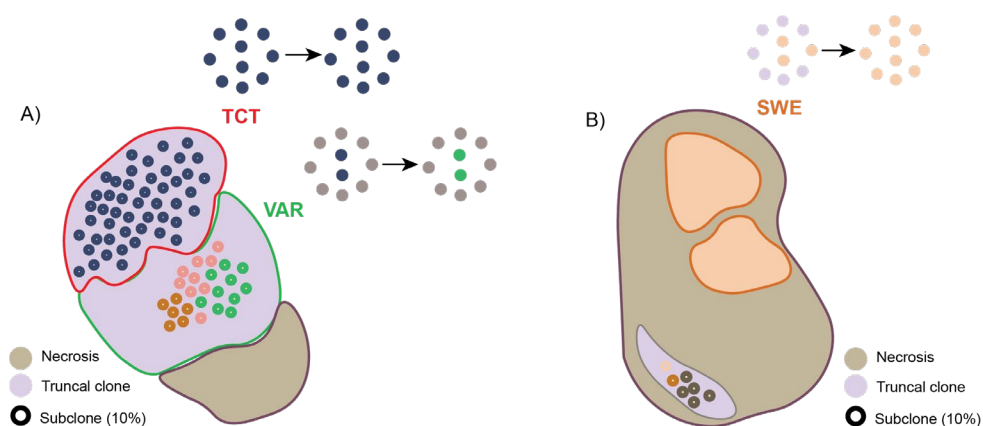 A)
TCT
VAR
Necrosis
Truncal clone
Subclone (10%)
B)
SWE
Necrosis
Truncal clone
Subclone (10%)